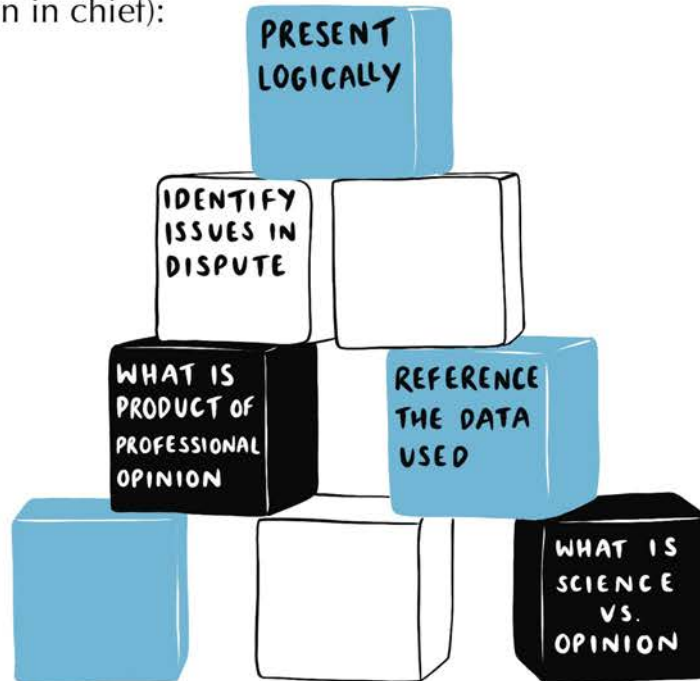 n in chief):
PRESENT
LOGICALLY
IDENTIFY
ISSUES IN
DISPUTE
WHAT IS
PRODUCT OF
PROFESSIONAL
OPINION
REFERENCE
THE DATA
USED
WHAT IS
SCIENCE
VS.
OPINION